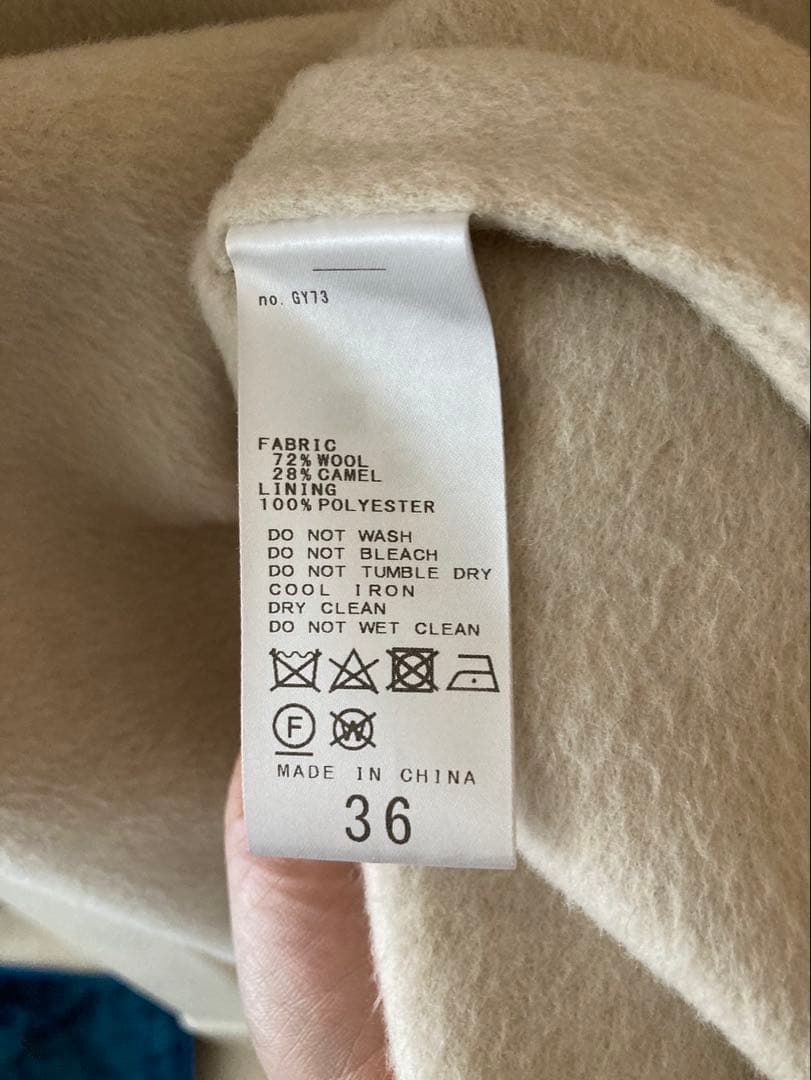 no. GY73
FABRIC
72% WOOL
28% CAMEL
LINING
100% POLYESTER
DO NOT WASH
DO NOT BLEACH
DO NOT TUMBLE DRY
COOL IRON
DRY CLEAN
DO NOT WET CLEAN
F W
MADE IN CHINA
36